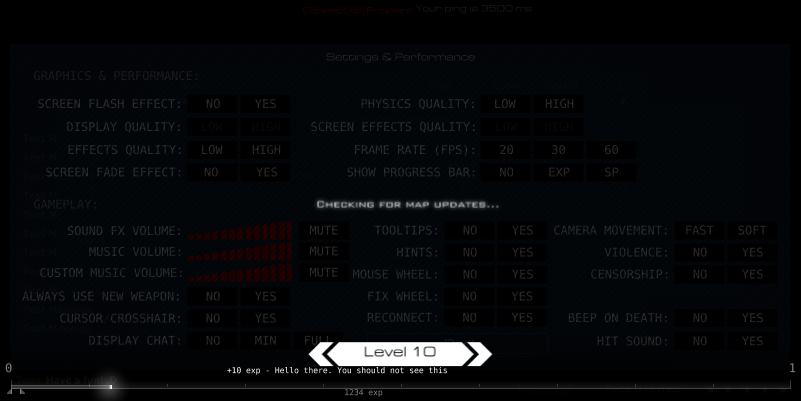 Connection Problem Your ping is 3500 ms
Settings & Performance
GRAPHICS & PERFORMANCE:
SCREEN FLASH EFFECT: NO YES PHYSICS QUALITY: LOW HIGH
DISPLAY QUALITY: LOW HIGH SCREEN EFFECTS QUALITY: LOW HIGH
EFFECTS QUALITY: LOW HIGH FRAME RATE (FPS): 20 30 60
SCREEN FADE EFFECT: NO YES SHOW PROGRESS BAR: NO EXP SP
GAMEPLAY:
Checking for map updates...
SOUND FX VOLUME: MUTE TOOLTIPS: NO YES CAMERA MOVEMENT: FAST SOFT
MUSIC VOLUME: MUTE HINTS: NO YES VIOLENCE: NO YES
CUSTOM MUSIC VOLUME: MUTE MOUSE WHEEL: NO YES CENSORSHIP: NO YES
ALWAYS USE NEW WEAPON: NO YES FIX WHEEL: NO YES
CURSOR CROSSHAIR: NO YES RECONNECT: NO YES BEEP ON DEATH: NO YES
DISPLAY CHAT: NO MIN FULL HIT SOUND: NO YES
Level 10
0 1
+10 exp - Hello there. You should not see this
Have a fun
1234 exp